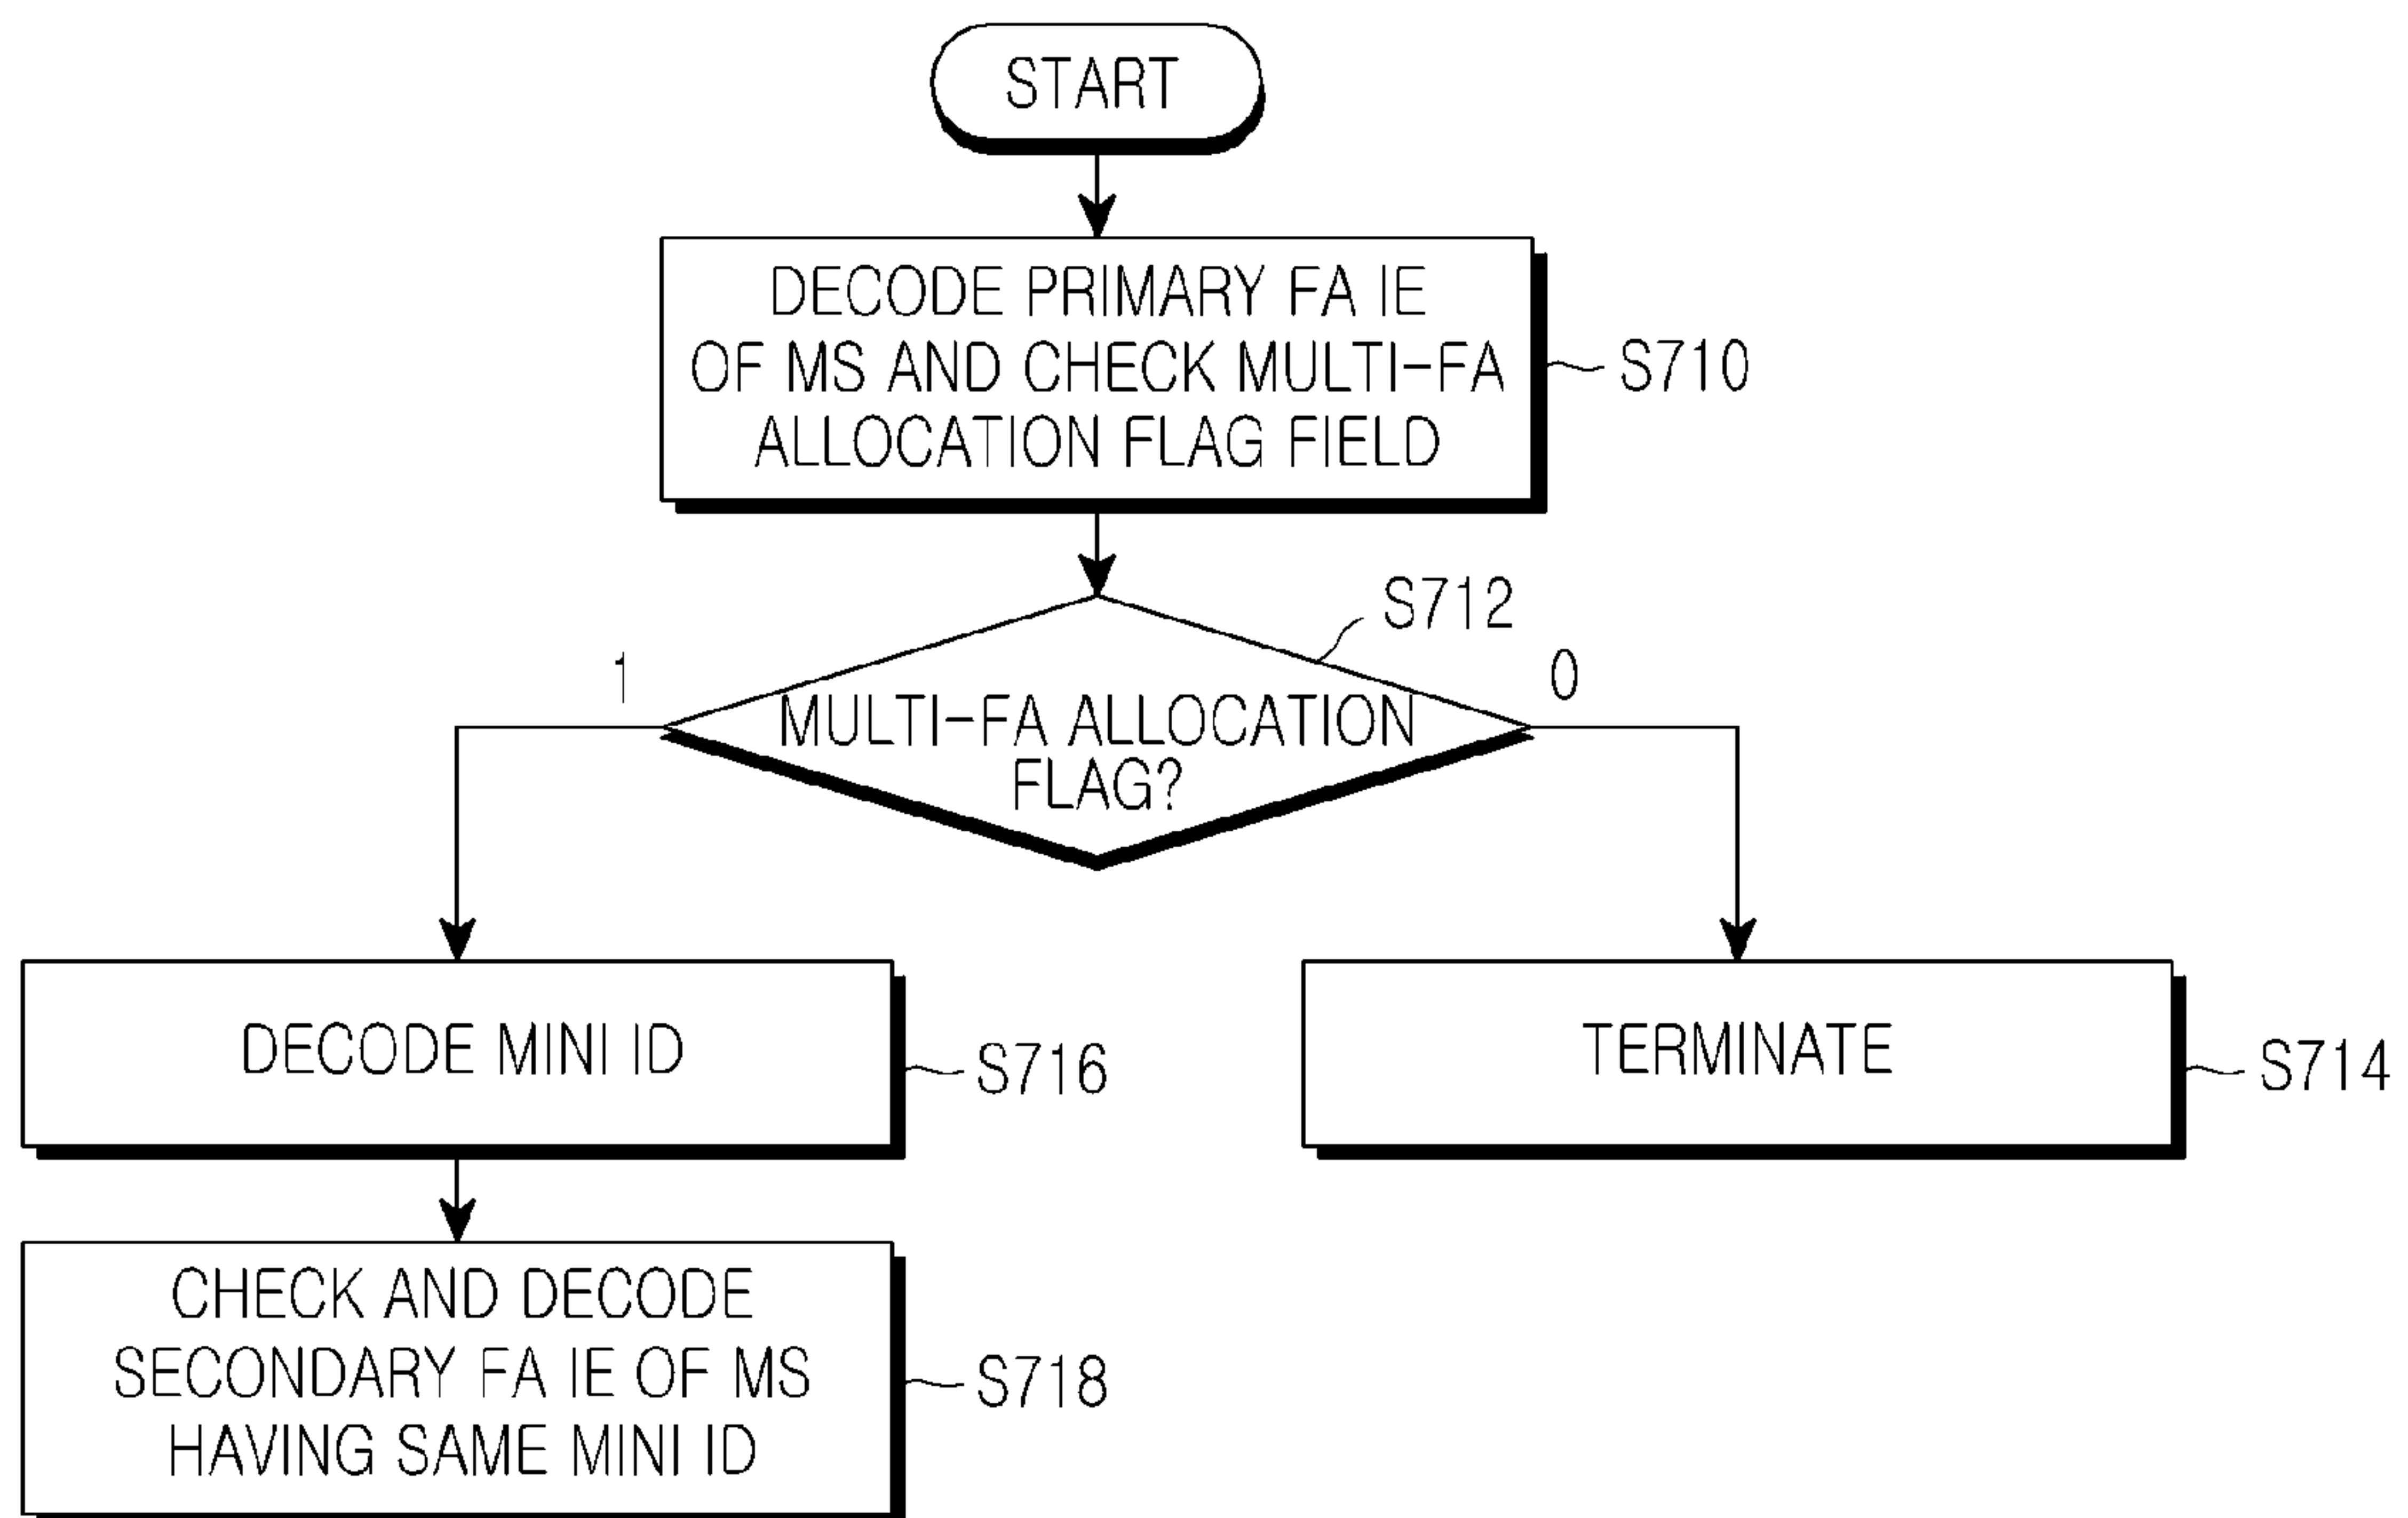 START
DECODE PRIMARY FA IE
OF MS AND CHECK MULTI-FA
ALLOCATION FLAG FIELD
S710
S712
1
0
MULTI-FA ALLOCATION
FLAG?
DECODE MINI ID
S716
TERMINATE
S714
CHECK AND DECODE
SECONDARY FA IE OF MS
HAVING SAME MINI ID
S718